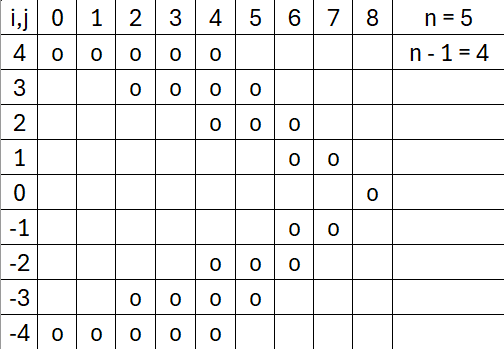 i,j 0 1 2 3 4 5 6 7 8 n = 5
4 o o o o o n - 1 = 4
3 o o o o
2 o o o
1 o o
0 o
-1 o o
-2 o o o
-3 o o o o
-4 o o o o o